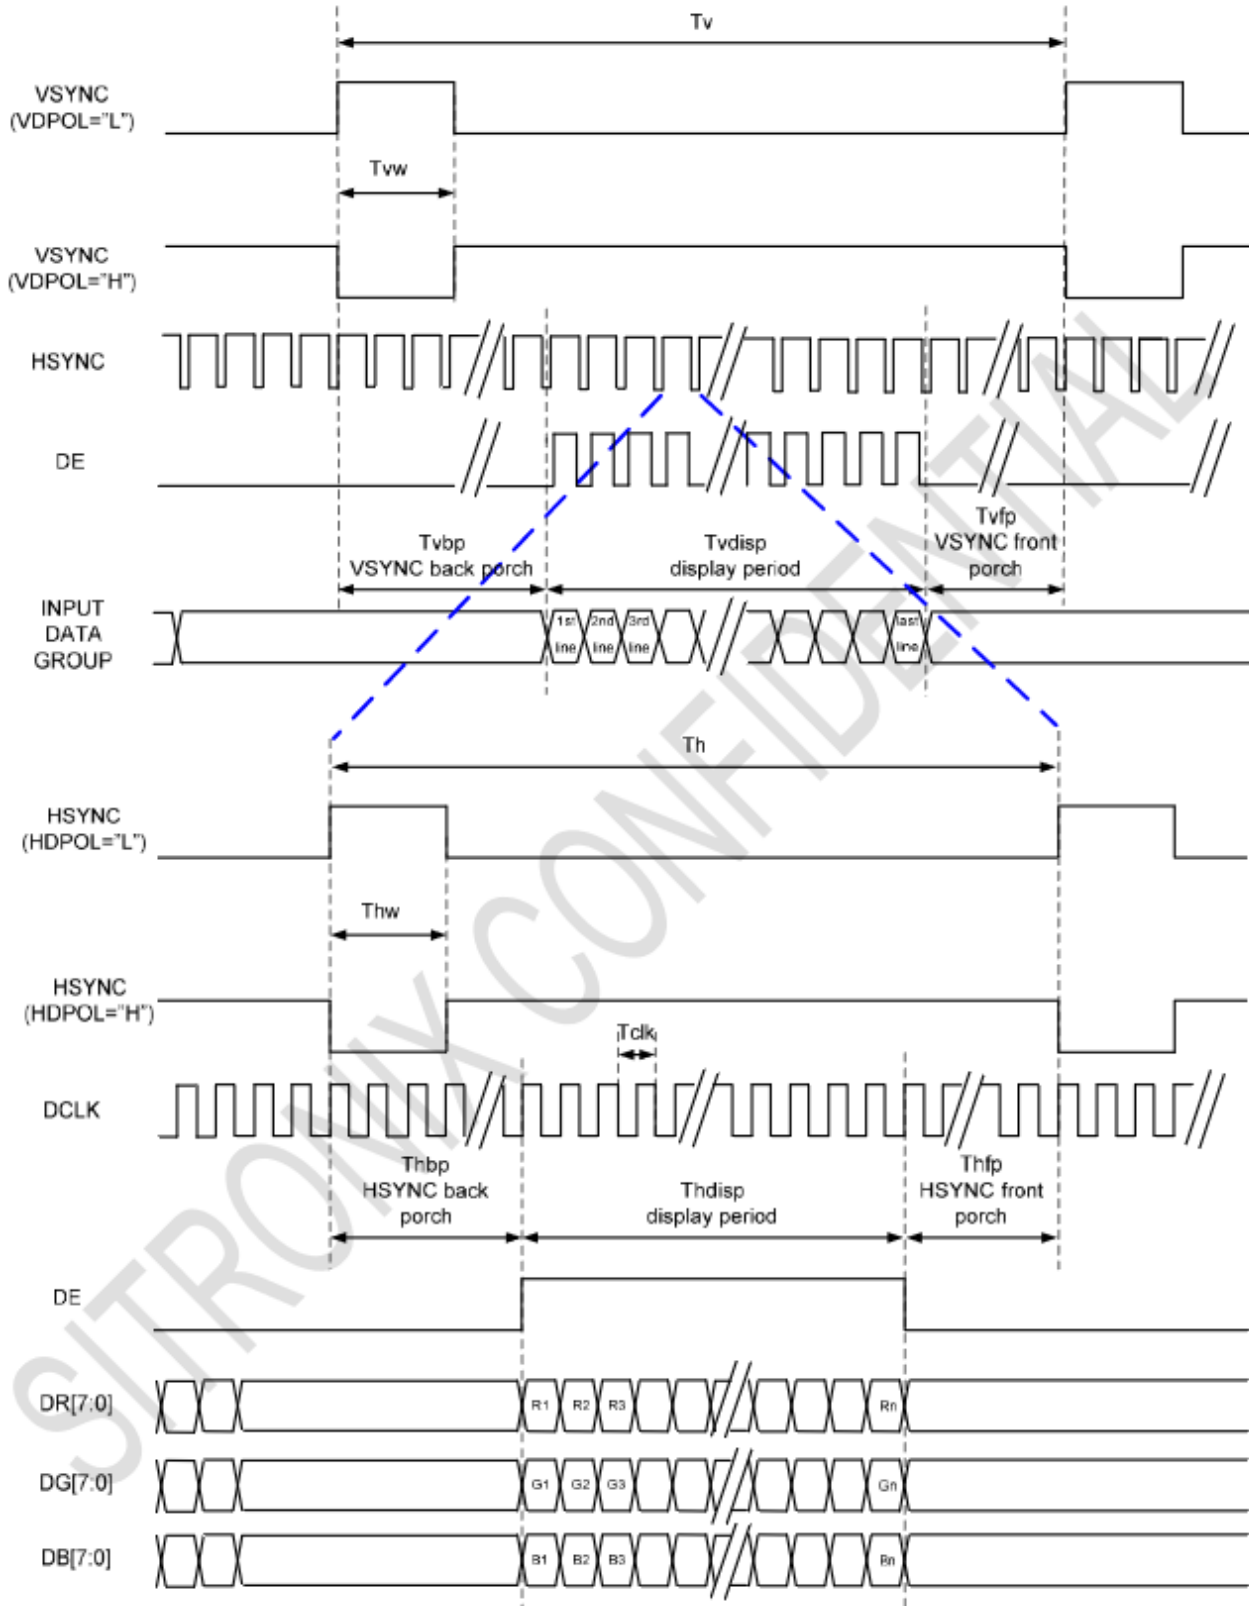 Tv
VSYNC
(VDPOL="L")
Tvw
VSYNC
(VDPOL="H")
HSYNC
DE
Tvbp
VSYNC back porch
Tvdisp
display period
Tvfp
VSYNC front
porch
INPUT
DATA
GROUP
1st
line
2nd
line
3rd
line
last
line
Th
HSYNC
(HDPOL="L")
Thw
HSYNC
(HDPOL="H")
Tclk
DCLK
Thbp
HSYNC back
porch
Thdisp
display period
Thfp
HSYNC front
porch
DE
DR[7:0]
R1
R2
R3
Rn
DG[7:0]
G1
G2
G3
Gn
DB[7:0]
B1
B2
B3
Bn
SITRONIX CONFIDENTIAL